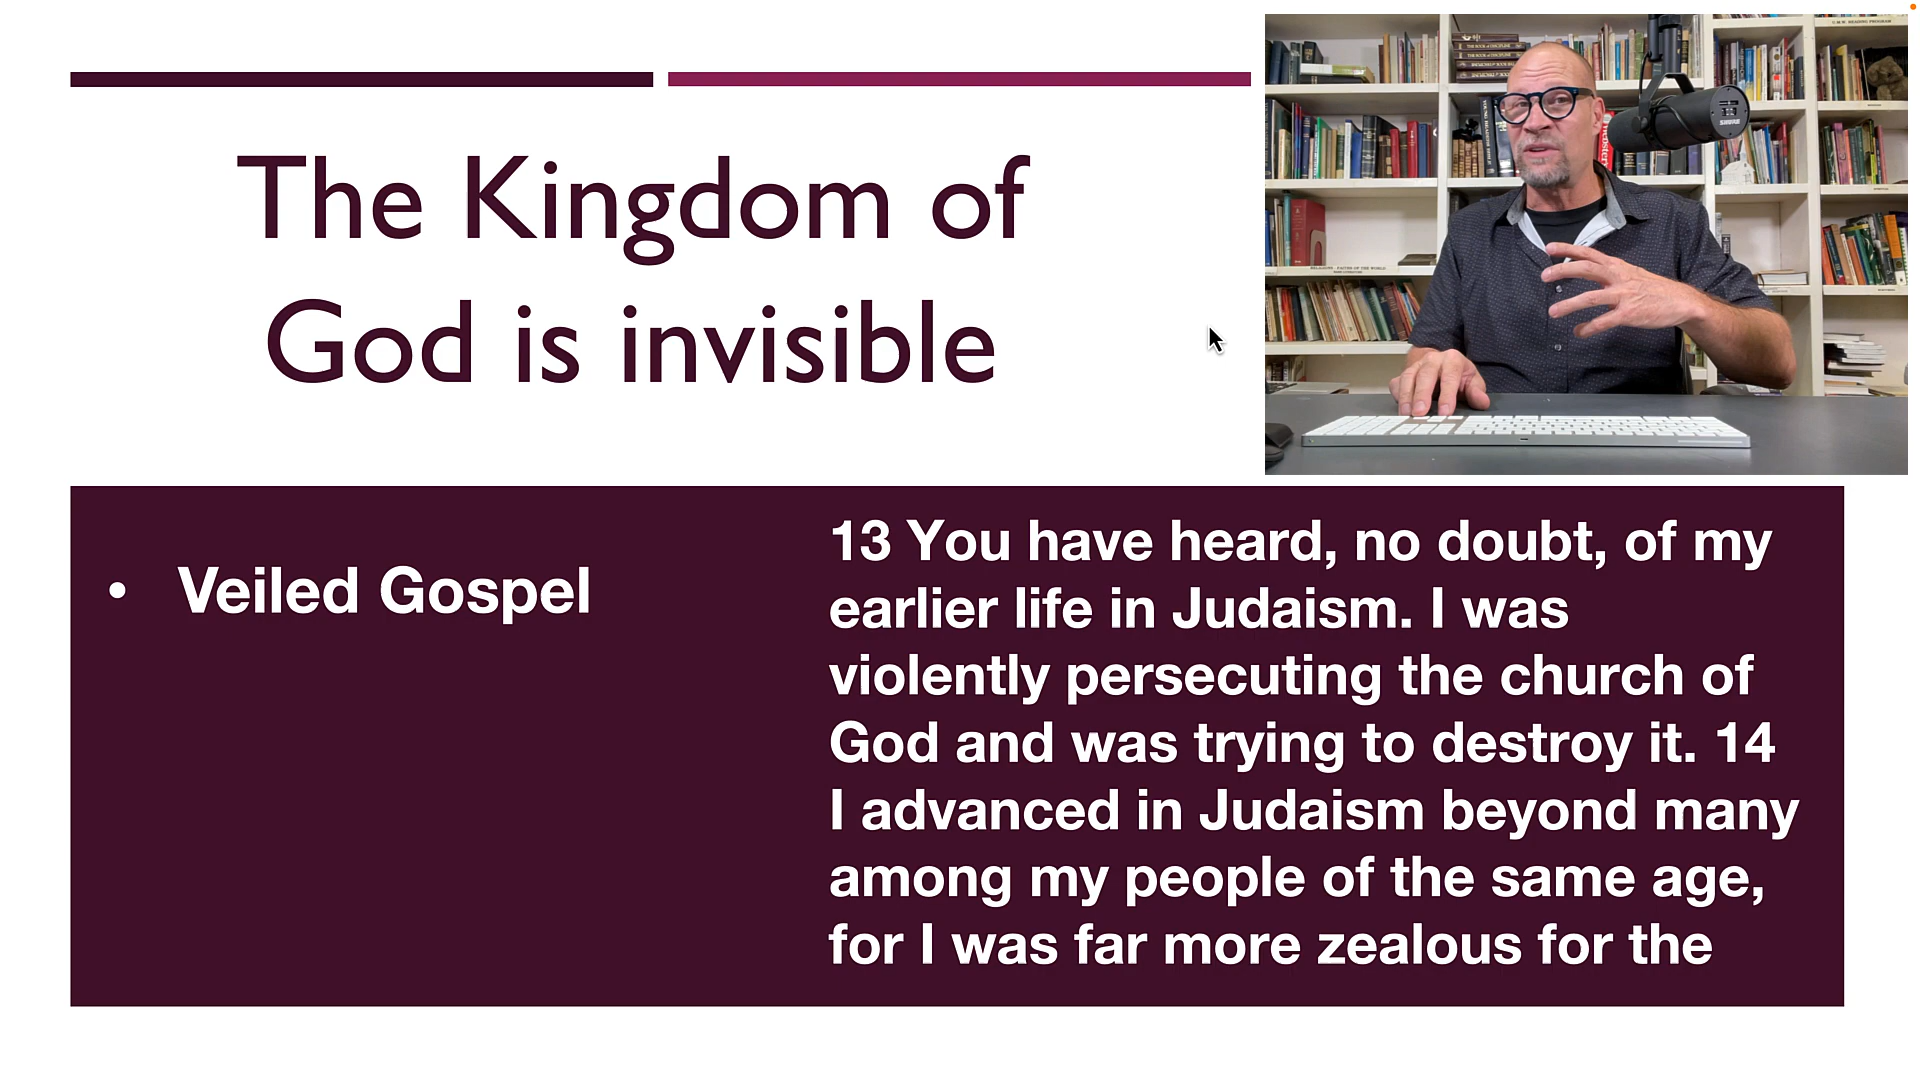 The Kingdom of
God is invisible
SHURE
• Veiled Gospel
13 You have heard, no doubt, of my
earlier life in Judaism. I was
violently persecuting the church of
God and was trying to destroy it. 14
I advanced in Judaism beyond many
among my people of the same age,
for I was far more zealous for the